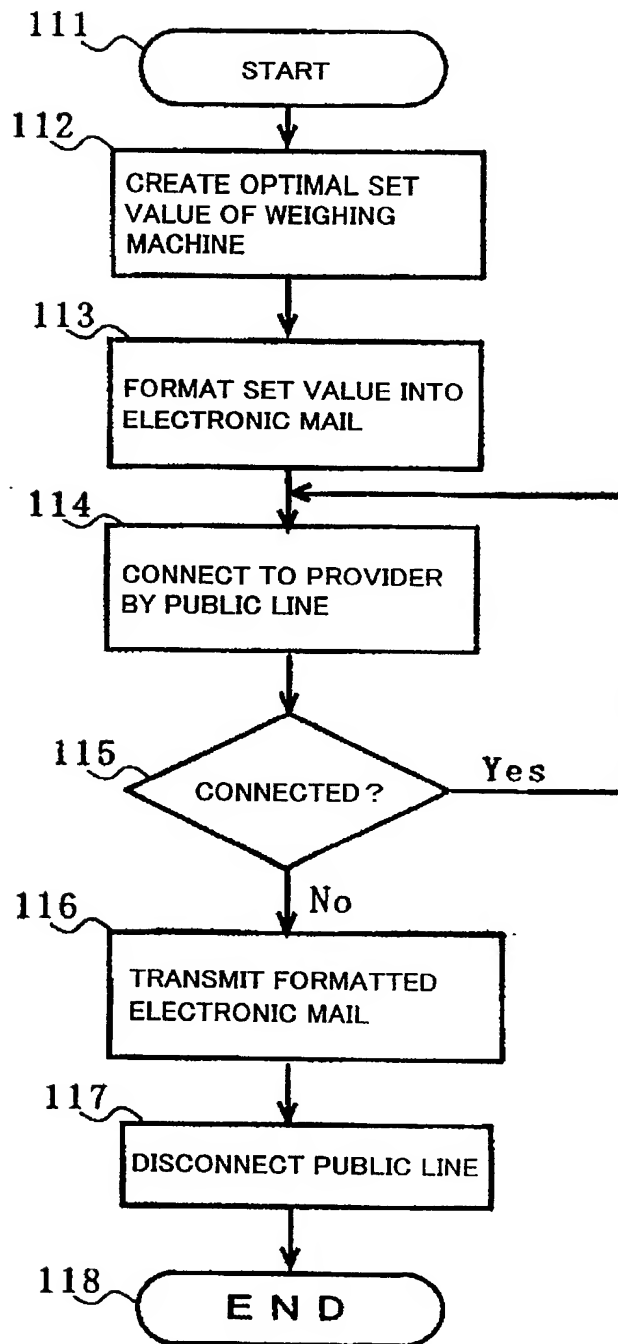 111
START
112
CREATE OPTIMAL SET
VALUE OF WEIGHING
MACHINE
113
FORMAT SET VALUE INTO
ELECTRONIC MAIL
114
CONNECT TO PROVIDER
BY PUBLIC LINE
115
CONNECTED?
Yes
No
116
TRANSMIT FORMATTED
ELECTRONIC MAIL
117
DISCONNECT PUBLIC LINE
118
END